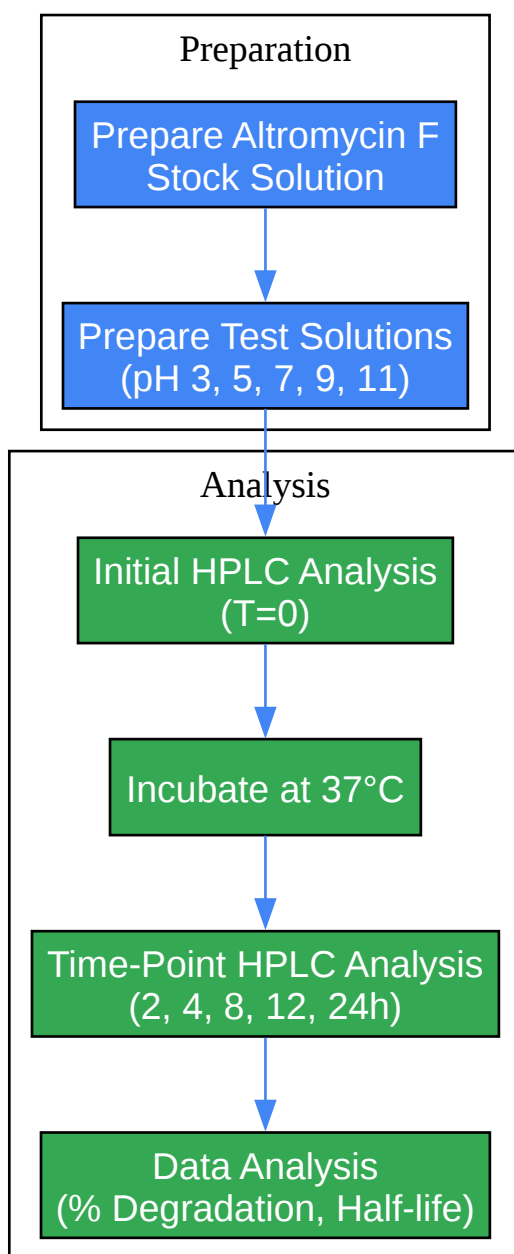 Preparation
Prepare Altromycin F
Stock Solution
Prepare Test Solutions
(pH 3, 5, 7, 9, 11)
Analysis
Initial HPLC Analysis
(T=0)
Incubate at 37°C
Time-Point HPLC Analysis
(2, 4, 8, 12, 24h)
Data Analysis
(% Degradation, Half-life)